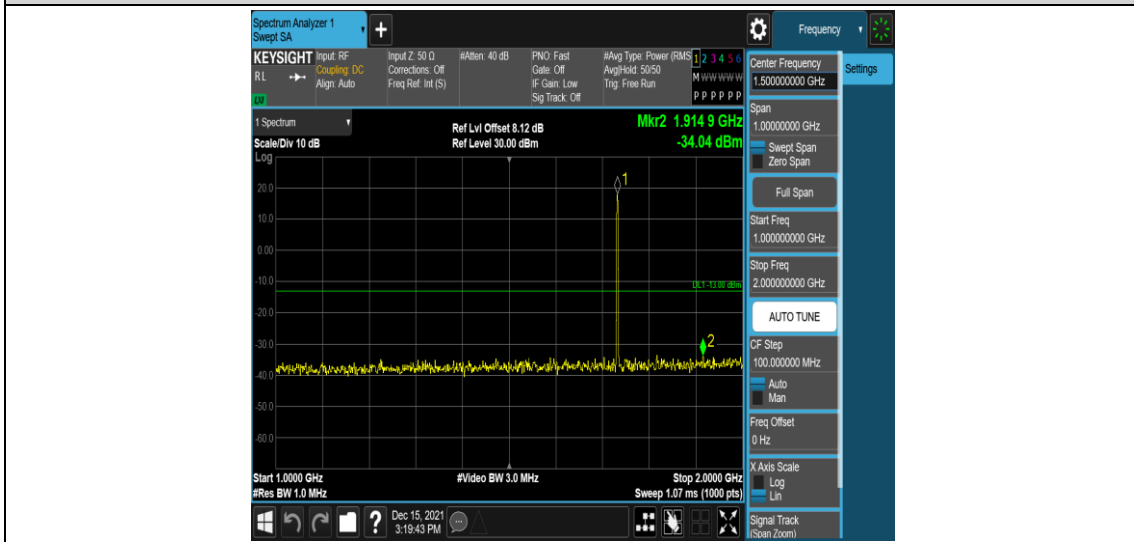 Spectrum Analyzer 1
Swept SA
+
Frequency
KEYSIGHT
RL
LXI
Input: RF
Coupling: DC
Align: Auto
Input Z: 50 Ω
Corrections: Off
Freq Ref: Int (S)
#Atten: 40 dB
PNO: Fast
Gate: Off
IF Gain: Low
Sig Track: Off
#Avg Type: Power (RMS
Avg|Hold: 50/50
Trig: Free Run
1 2 3 4 5 6
M W W W W W
P P P P P P
1 Spectrum
Scale/Div 10 dB
Log
Ref Lvl Offset 8.12 dB
Ref Level 30.00 dBm
Mkr2 1.914 9 GHz
-34.04 dBm
20.0
10.0
0.00
-10.0
-20.0
-30.0
-40.0
-50.0
-60.0
1
DL1 -13.00 dBm
2
Start 1.0000 GHz
#Res BW 1.0 MHz
#Video BW 3.0 MHz
Stop 2.0000 GHz
Sweep 1.07 ms (1000 pts)
Center Frequency
1.500000000 GHz
Settings
Span
1.00000000 GHz
Swept Span
Zero Span
Full Span
Start Freq
1.000000000 GHz
Stop Freq
2.000000000 GHz
AUTO TUNE
CF Step
100.000000 MHz
Auto
Man
Freq Offset
0 Hz
X Axis Scale
Log
Lin
Signal Track
(Span Zoom)
?
Dec 15, 2021
3:19:43 PM